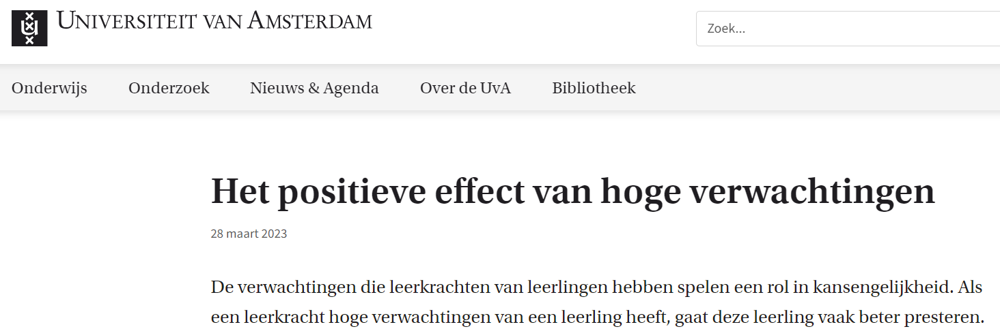 UNIVERSITEIT VAN AMSTERDAM
Zoek...
Onderwijs Onderzoek Nieuws & Agenda Over de UvA Bibliotheek
Het positieve effect van hoge verwachtingen
28 maart 2023
De verwachtingen die leerkrachten van leerlingen hebben spelen een rol in kansengelijkheid. Als
een leerkracht hoge verwachtingen van een leerling heeft, gaat deze leerling vaak beter presteren.